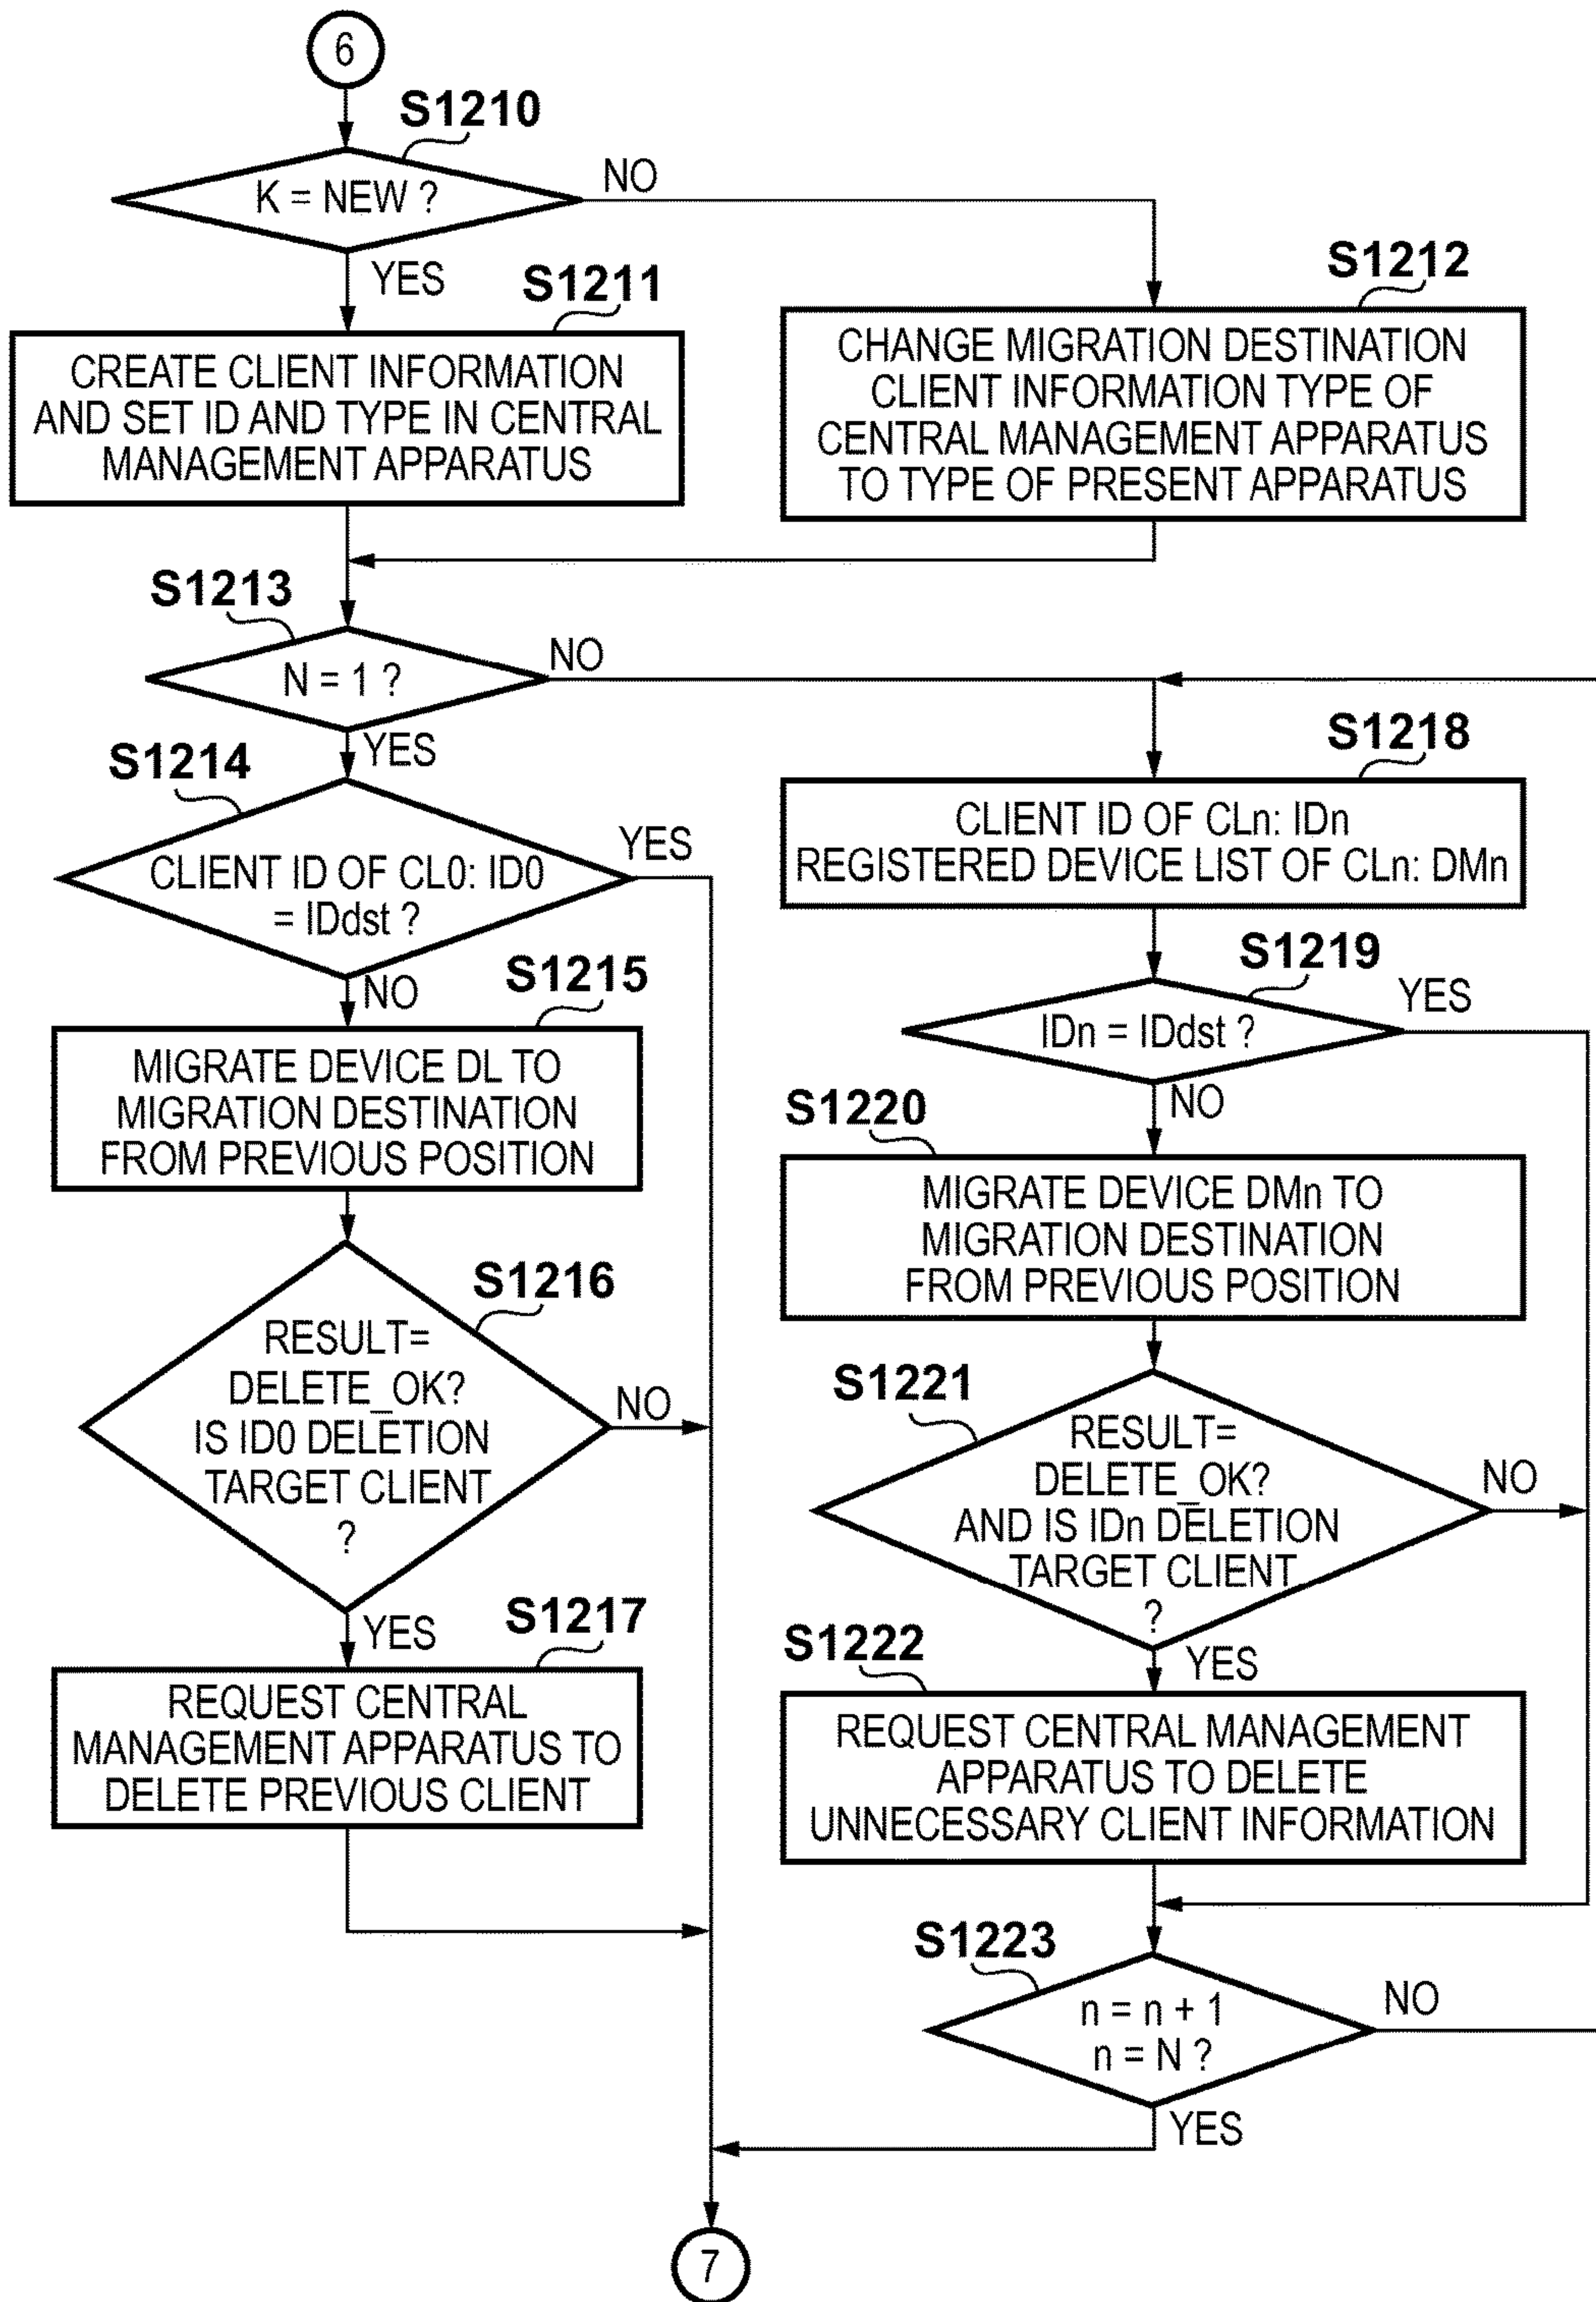 6
S1210
K = NEW ?
NO
YES
S1211
CREATE CLIENT INFORMATION
AND SET ID AND TYPE IN CENTRAL
MANAGEMENT APPARATUS
S1212
CHANGE MIGRATION DESTINATION
CLIENT INFORMATION TYPE OF
CENTRAL MANAGEMENT APPARATUS
TO TYPE OF PRESENT APPARATUS
S1213
N = 1 ?
NO
YES
S1214
CLIENT ID OF CL0: ID0
= IDdst ?
YES
NO
S1215
MIGRATE DEVICE DL TO
MIGRATION DESTINATION
FROM PREVIOUS POSITION
S1216
RESULT=
DELETE_OK?
IS ID0 DELETION
TARGET CLIENT
?
NO
YES
S1217
REQUEST CENTRAL
MANAGEMENT APPARATUS TO
DELETE PREVIOUS CLIENT
S1218
CLIENT ID OF CLn: IDn
REGISTERED DEVICE LIST OF CLn: DMn
S1219
IDn = IDdst ?
YES
NO
S1220
MIGRATE DEVICE DMn TO
MIGRATION DESTINATION
FROM PREVIOUS POSITION
S1221
RESULT=
DELETE_OK?
AND IS IDn DELETION
TARGET CLIENT
?
NO
YES
S1222
REQUEST CENTRAL MANAGEMENT
APPARATUS TO DELETE
UNNECESSARY CLIENT INFORMATION
S1223
n = n + 1
n = N ?
NO
YES
7